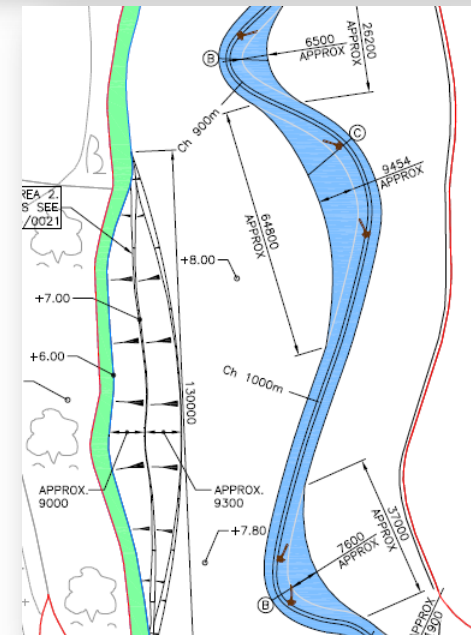 B
6500
APPROX
26200
APPROX
Ch 900m
C
9454
APPROX
REA 2.
S SEE
/0021
64800
APPROX
+8.00
+7.00
+6.00
Ch 1000m
130000
APPROX.
9000
APPROX.
9300
+7.80
37000
APPROX
7600
APPROX
B
APPROX
900